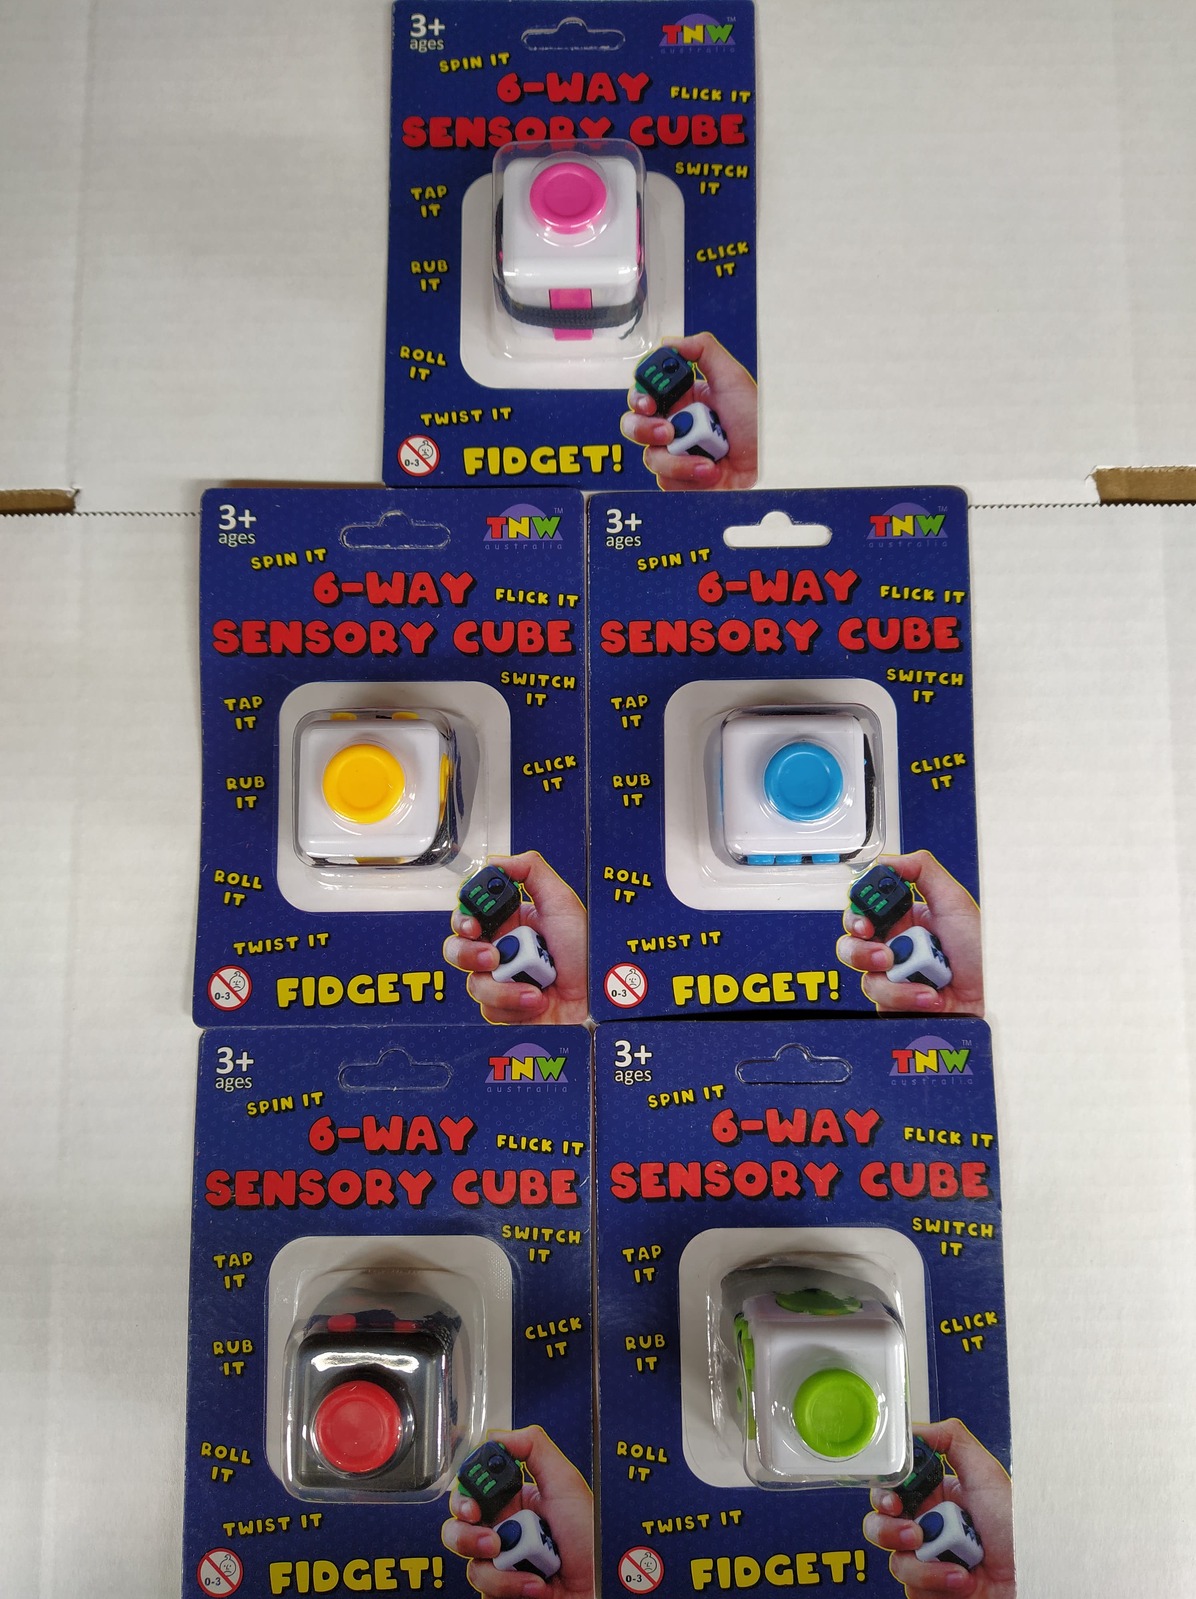 3+
ages
TNW
TM
australia
SPIN IT
6-WAY
FLICK IT
SENSORY CUBE
SWITCH
IT
TAP
IT
CLICK
IT
RUB
IT
ROLL
IT
TWIST IT
0-3
FIDGET!
3+
ages
TNW
TM
australia
SPIN IT
6-WAY
FLICK IT
SENSORY CUBE
SWITCH
IT
TAP
IT
CLICK
IT
RUB
IT
ROLL
IT
TWIST IT
0-3
FIDGET!
3+
ages
TNW
TM
australia
SPIN IT
6-WAY
FLICK IT
SENSORY CUBE
SWITCH
IT
TAP
IT
CLICK
IT
RUB
IT
ROLL
IT
TWIST IT
0-3
FIDGET!
3+
ages
TNW
TM
australia
SPIN IT
6-WAY
FLICK IT
SENSORY CUBE
SWITCH
IT
TAP
IT
CLICK
IT
RUB
IT
ROLL
IT
TWIST IT
0-3
FIDGET!
3+
ages
TNW
TM
australia
SPIN IT
6-WAY
FLICK IT
SENSORY CUBE
SWITCH
IT
TAP
IT
CLICK
IT
RUB
IT
ROLL
IT
TWIST IT
0-3
FIDGET!